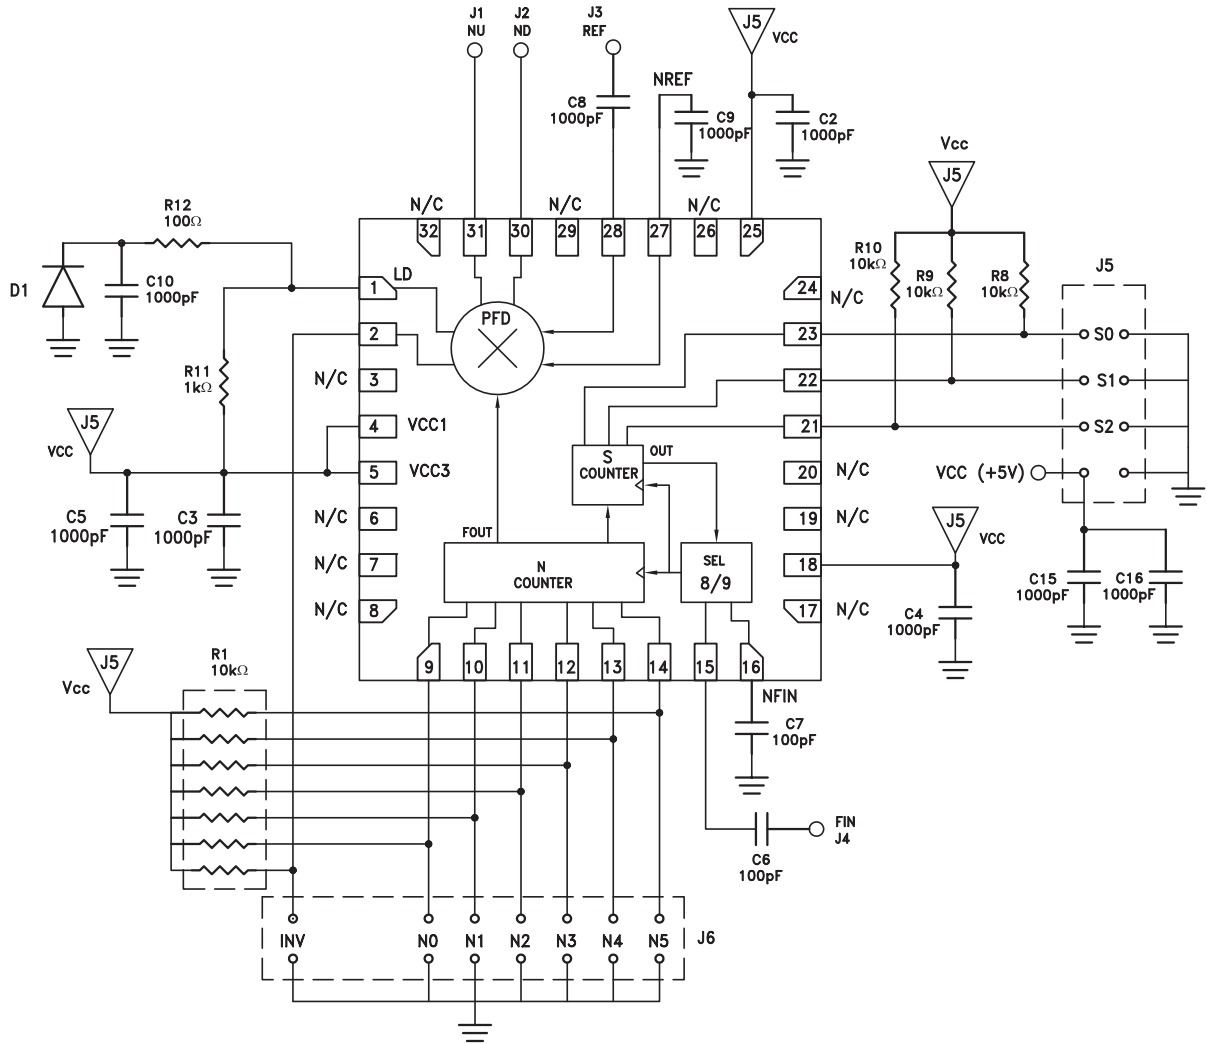 J1
NU
J2
ND
J3
REF
J5
VCC
C8
1000pF
NREF
C9
1000pF
C2
1000pF
Vcc
J5
R12
100Ω
N/C
N/C
N/C
32
31
30
29
28
27
26
25
D1
C10
1000pF
LD
1
PFD
24
N/C
R10
10kΩ
R9
10kΩ
R8
10kΩ
J5
2
23
S0
R11
1kΩ
N/C
3
22
S1
J5
VCC
4
VCC1
21
S2
5
VCC3
S
COUNTER
OUT
20
N/C
VCC (+5V)
C5
1000pF
C3
1000pF
N/C
6
19
N/C
J5
VCC
FOUT
N/C
7
N
COUNTER
SEL
8/9
18
C15
1000pF
C16
1000pF
N/C
8
17
N/C
C4
1000pF
J5
Vcc
R1
10kΩ
9
10
11
12
13
14
15
16
NFIN
C7
100pF
FIN
J4
C6
100pF
INV
N0
N1
N2
N3
N4
N5
J6